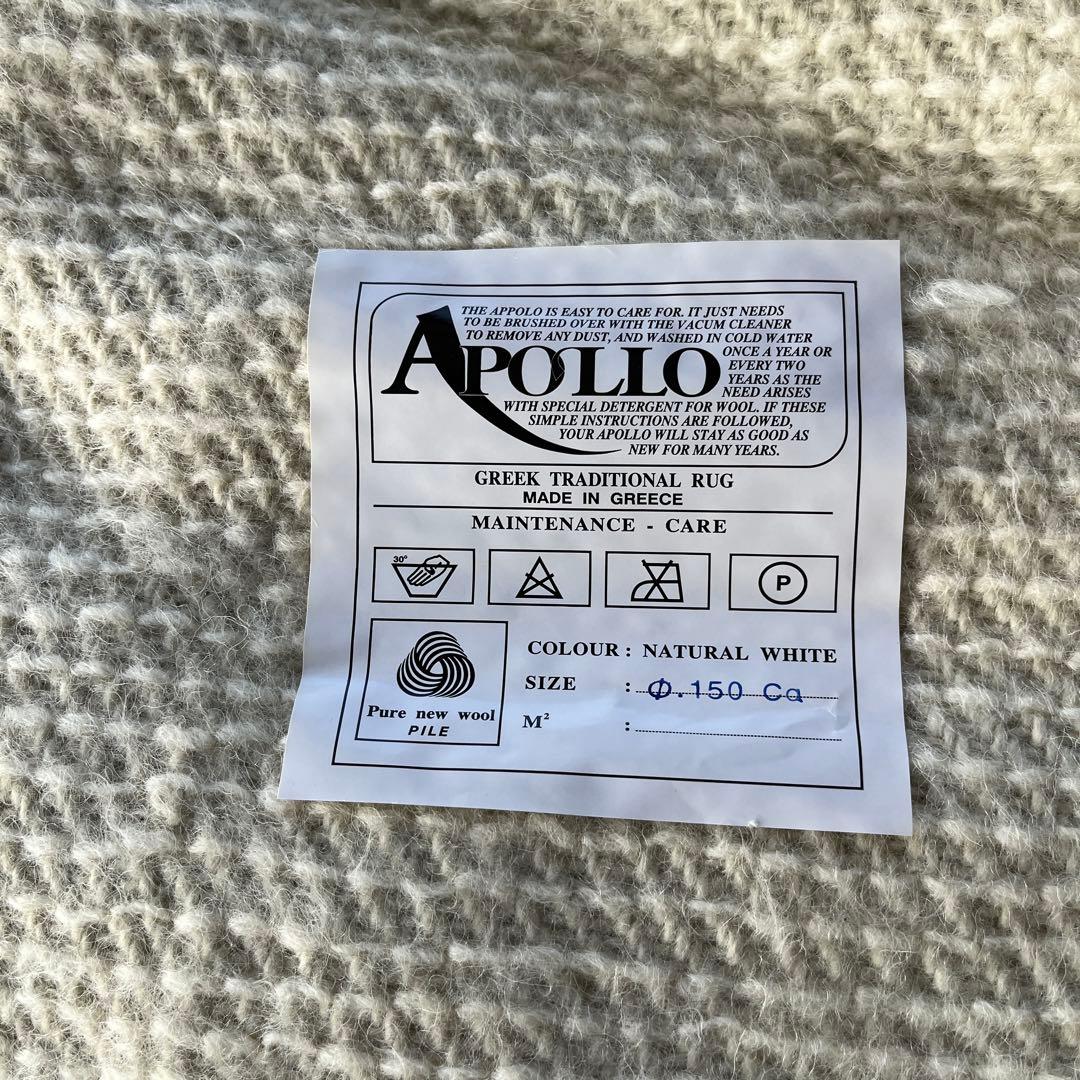 THE APPOLO IS EASY TO CARE FOR. IT JUST NEEDS
TO BE BRUSHED OVER WITH THE VACUM CLEANER
TO REMOVE ANY DUST, AND WASHED IN COLD WATER
APOLLO
ONCE A YEAR OR
EVERY TWO
YEARS AS THE
NEED ARISES
WITH SPECIAL DETERGENT FOR WOOL. IF THESE
SIMPLE INSTRUCTIONS ARE FOLLOWED,
YOUR APOLLO WILL STAY AS GOOD AS
NEW FOR MANY YEARS.
GREEK TRADITIONAL RUG
MADE IN GREECE
MAINTENANCE - CARE
30°
P
COLOUR : NATURAL WHITE
SIZE : Ø.150 Ca
M² :
Pure new wool
PILE